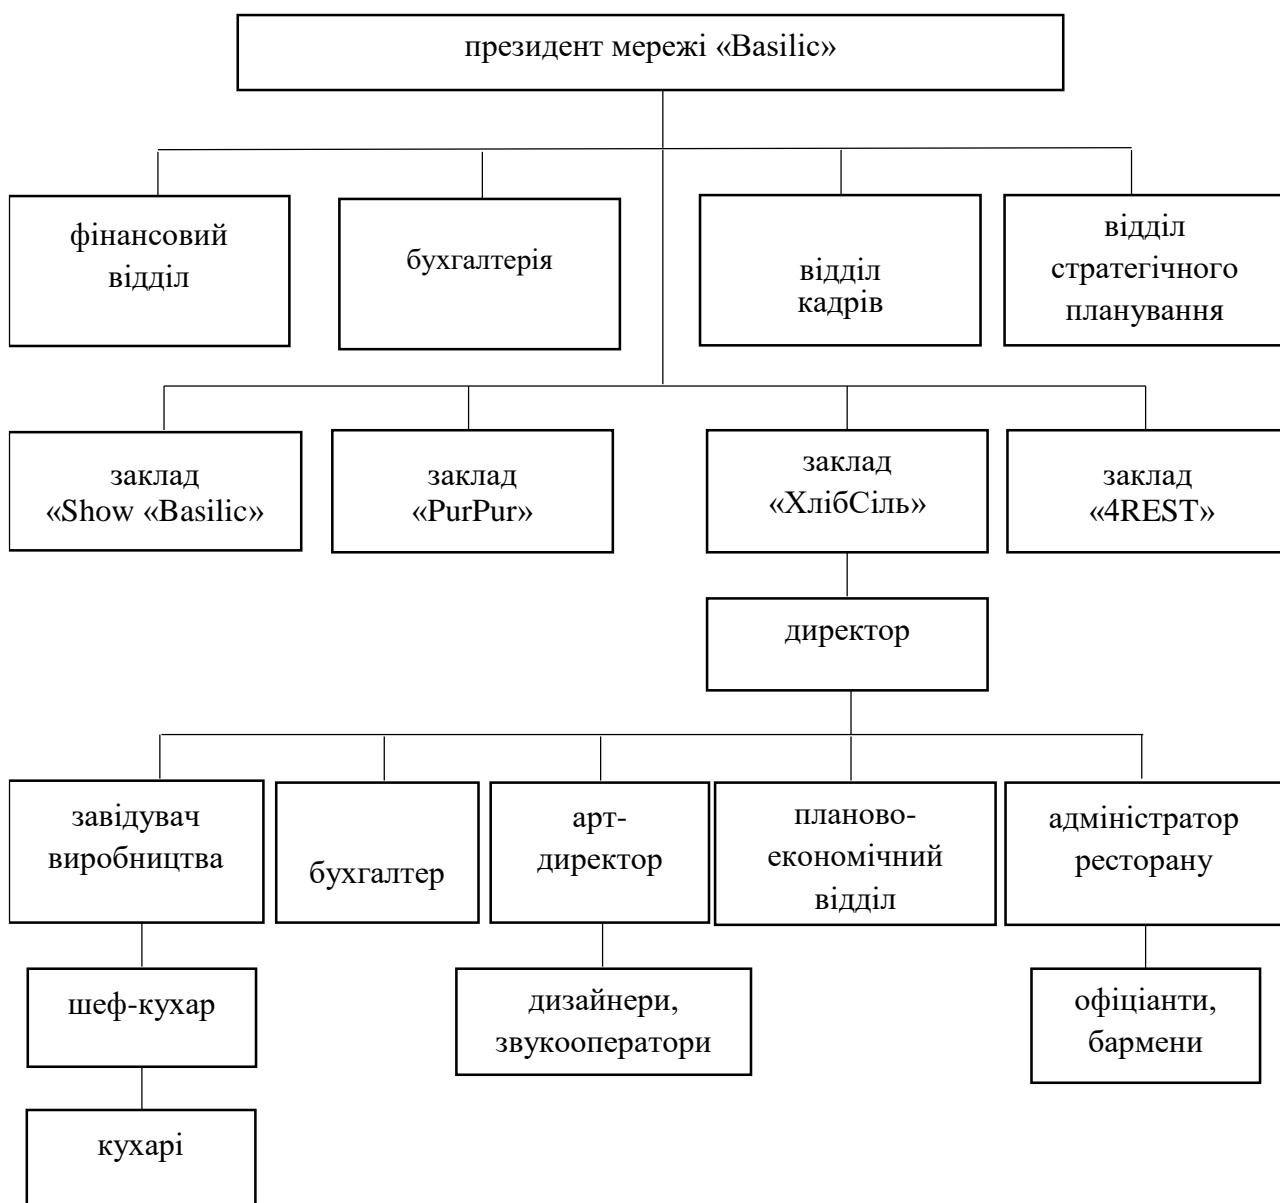 президент мережі «Basilic»
фінансовий
відділ
бухгалтерія
відділ
кадрів
відділ
стратегічного
планування
заклад
«Show «Basilic»
заклад
«PurPur»
заклад
«ХлібСіль»
заклад
«4REST»
директор
завідувач
виробництва
бухгалтер
арт-
директор
планово-
економічний
відділ
адміністратор
ресторану
шеф-кухар
дизайнери,
звукооператори
офіціанти,
бармени
кухарі